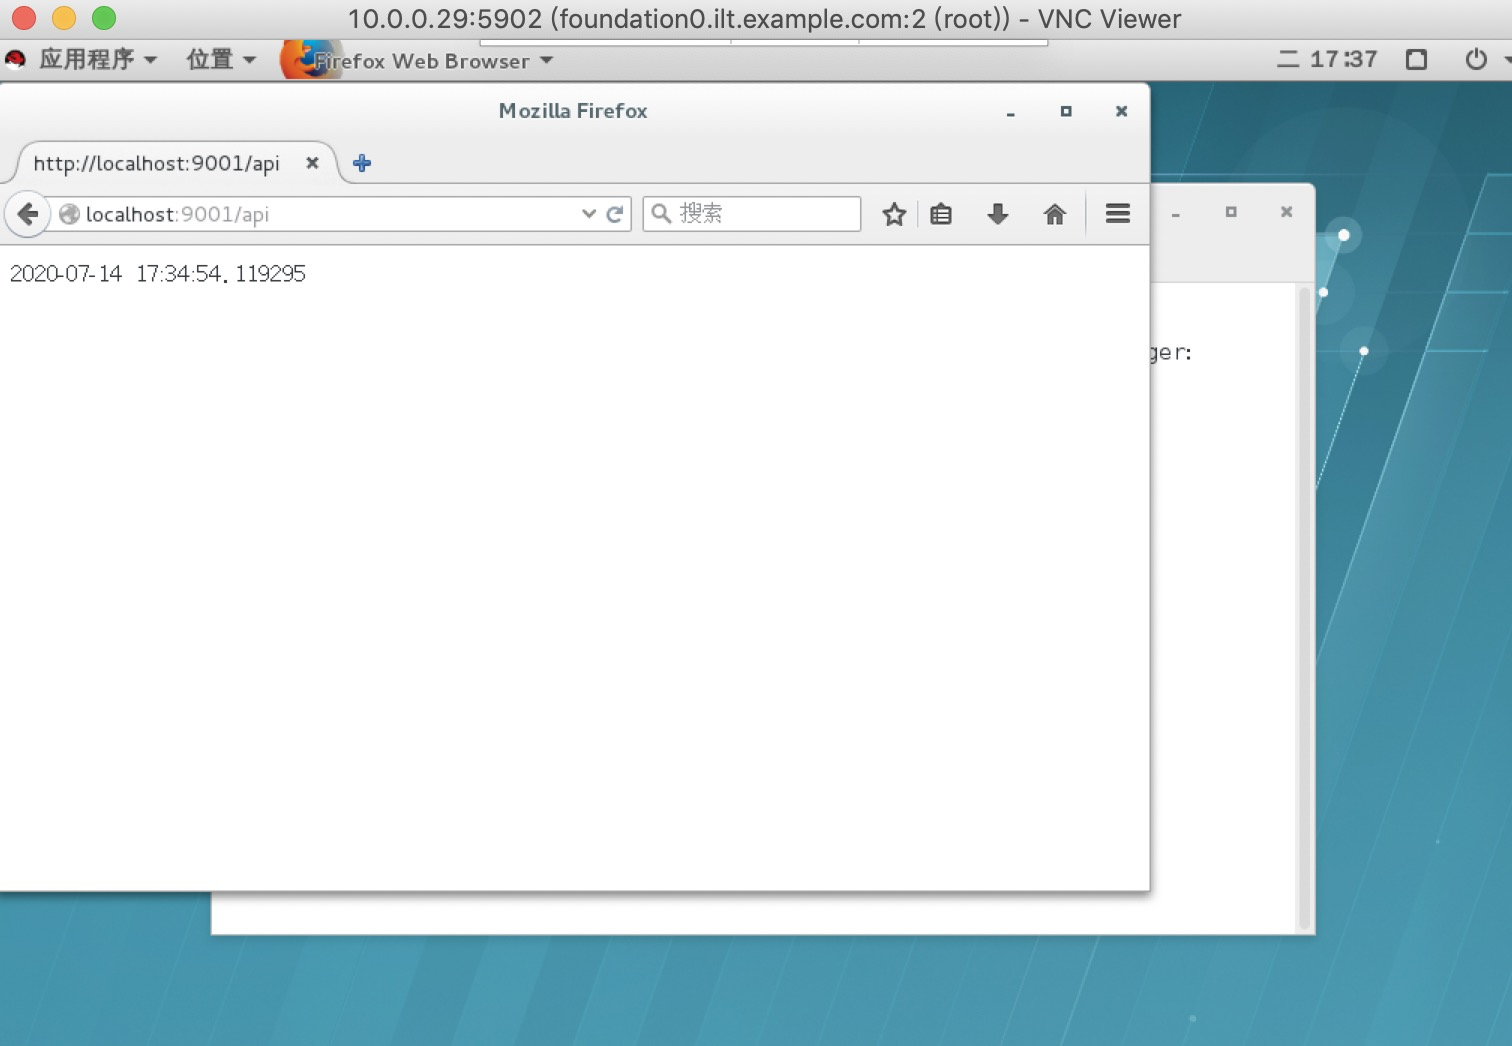 10.0.0.29:5902 (foundation0.ilt.example.com:2 (root)) - VNC Viewer
应用程序 位置 Firefox Web Browser 二 17:37
Mozilla Firefox
http://localhost:9001/api
localhost:9001/api 搜索
2020-07-14 17:34:54.119295
ger: